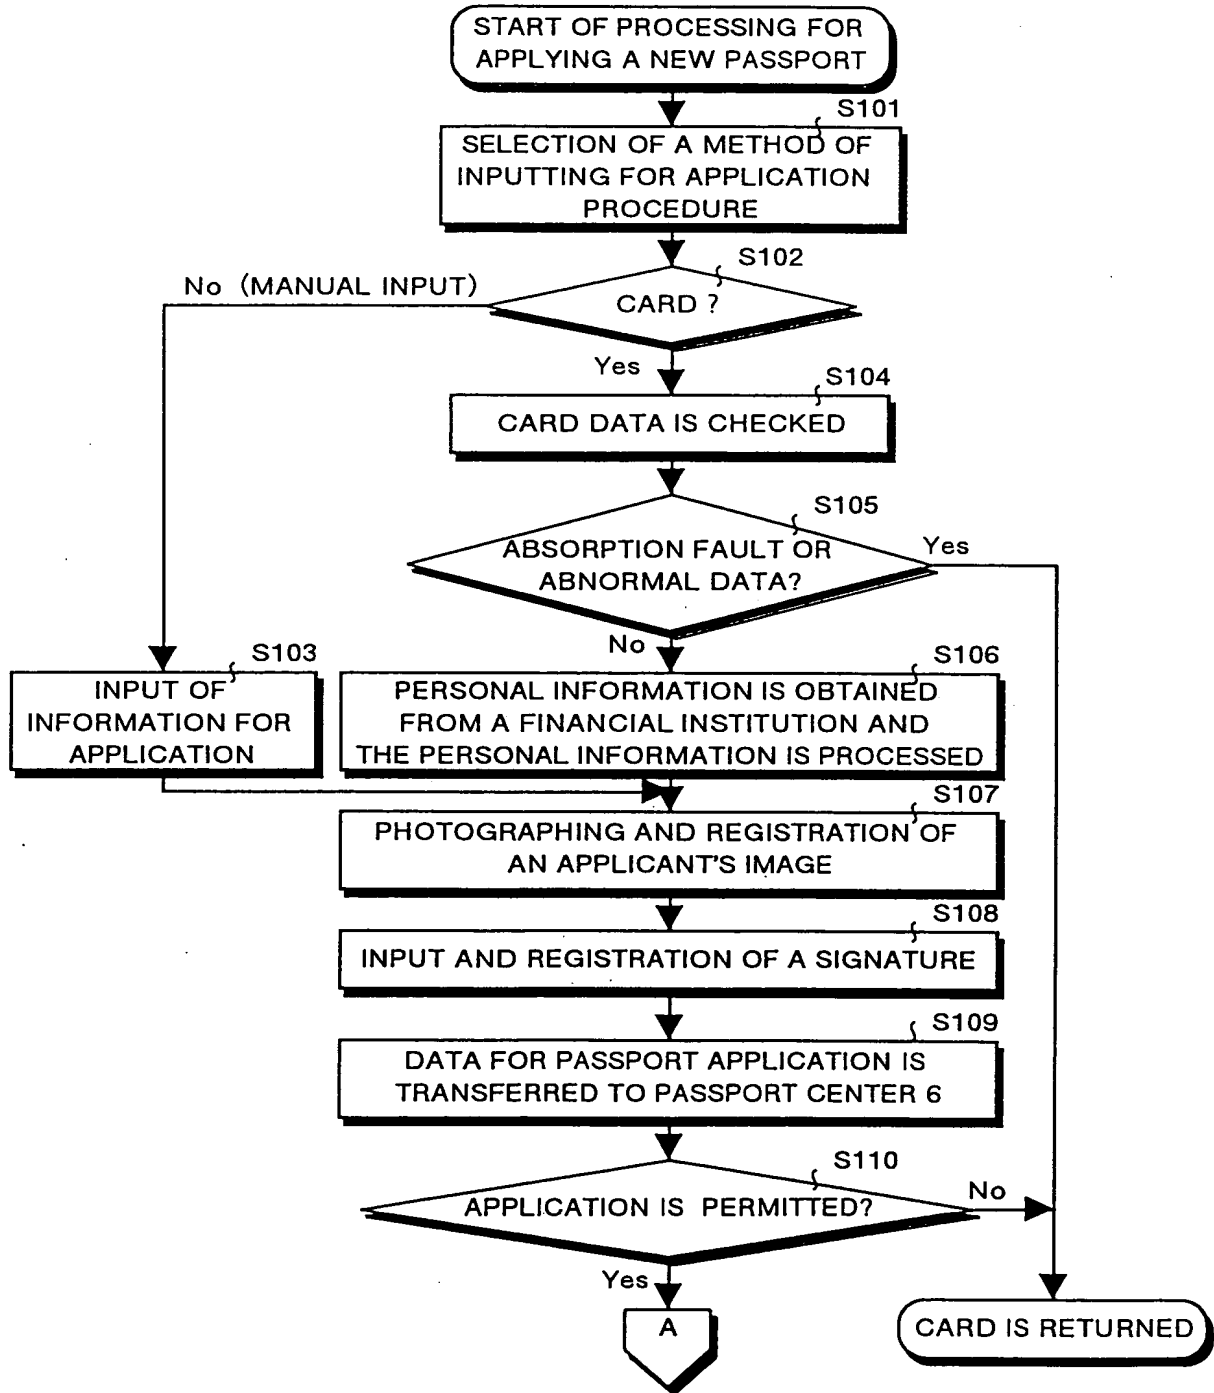 START OF PROCESSING FOR
APPLYING A NEW PASSPORT
S101
SELECTION OF A METHOD OF
INPUTTING FOR APPLICATION
PROCEDURE
S102
No (MANUAL INPUT)
CARD ?
Yes
S104
CARD DATA IS CHECKED
S105
ABSORPTION FAULT OR
ABNORMAL DATA?
Yes
No
S103
INPUT OF
INFORMATION FOR
APPLICATION
S106
PERSONAL INFORMATION IS OBTAINED
FROM A FINANCIAL INSTITUTION AND
THE PERSONAL INFORMATION IS PROCESSED
S107
PHOTOGRAPHING AND REGISTRATION OF
AN APPLICANT'S IMAGE
S108
INPUT AND REGISTRATION OF A SIGNATURE
S109
DATA FOR PASSPORT APPLICATION IS
TRANSFERRED TO PASSPORT CENTER 6
S110
APPLICATION IS PERMITTED?
No
Yes
A
CARD IS RETURNED